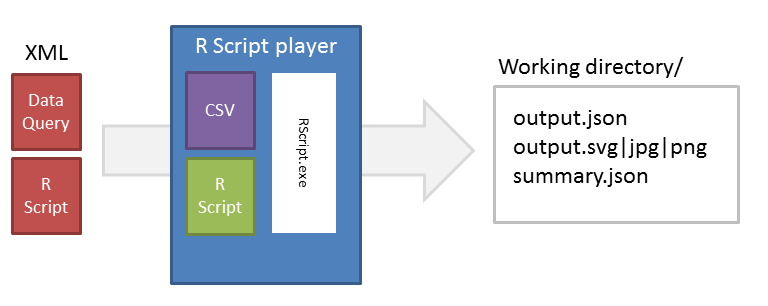 XML
Data
Query
R
Script
R Script player
CSV
R
Script
RScript.exe
Working directory/
output.json
output.svg|jpg|png
summary.json